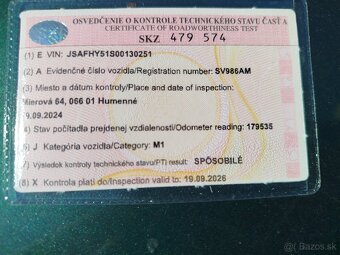 OSVEDČENIE O KONTROLE TECHNICKÉHO STAVU ČASŤ A
CERTIFICATE OF ROADWORTHINESS TEST
SKZ 479 574
(1) E VIN: JSAFHY51S00130251
(2) A Evidenčné číslo vozidla/Registration number: SV986AM
(3) Miesto a dátum kontroly/Place and date of inspection:
Mierová 64, 066 01 Humenné
19.09.2024
(4) Stav počítadla prejdenej vzdialenosti/Odometer reading: 179535
(5) J Kategória vozidla/Category: M1
(7) Výsledok kontroly technického stavu/PTI result: SPÔSOBILÉ
(8) X Kontrola platí do/Inspection valid to: 19.09.2026
Bazos.sk